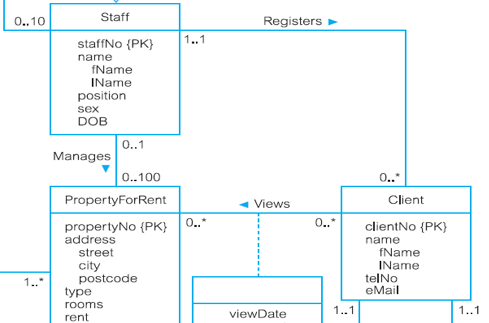 Staff
Registers ►
0..10
1..1
staffNo {PK}
name
fName
lName
position
sex
DOB
0..1
Manages
▼
0..100
0..*
PropertyForRent
◄ Views
Client
0..*
0..*
propertyNo {PK}
address
street
city
postcode
type
rooms
rent
clientNo {PK}
name
fName
lName
telNo
eMail
1..*
viewDate
1..1
1..1